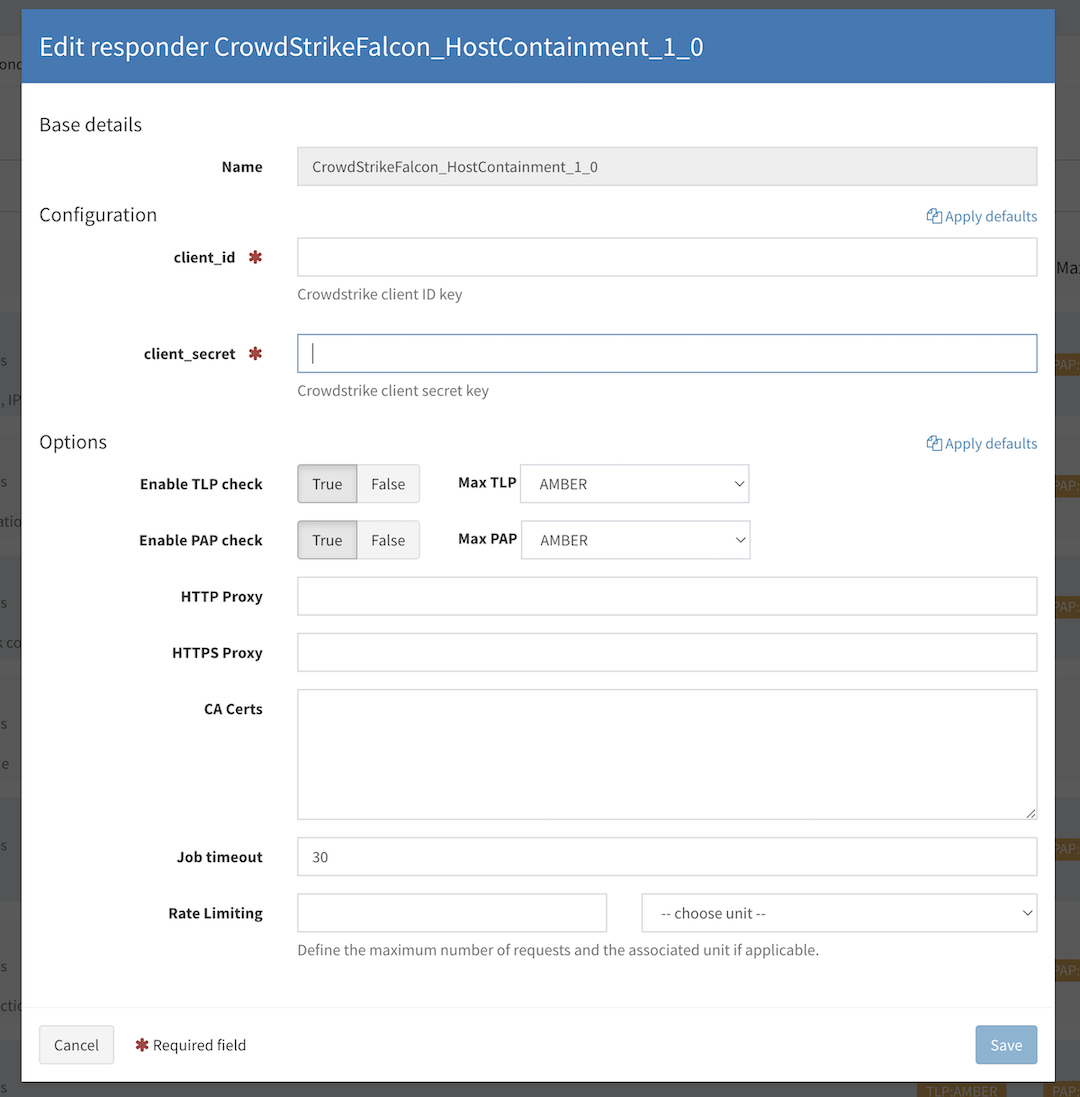 Edit responder CrowdStrikeFalcon_HostContainment_1_0
Base details
Name CrowdStrikeFalcon_HostContainment_1_0
Configuration Apply defaults
client_id ✱
Crowdstrike client ID key
client_secret ✱
Crowdstrike client secret key
Options Apply defaults
Enable TLP check True False Max TLP AMBER
Enable PAP check True False Max PAP AMBER
HTTP Proxy
HTTPS Proxy
CA Certs
Job timeout 30
Rate Limiting -- choose unit --
Define the maximum number of requests and the associated unit if applicable.
Cancel ✱ Required field Save
TLP:AMBER PAP: